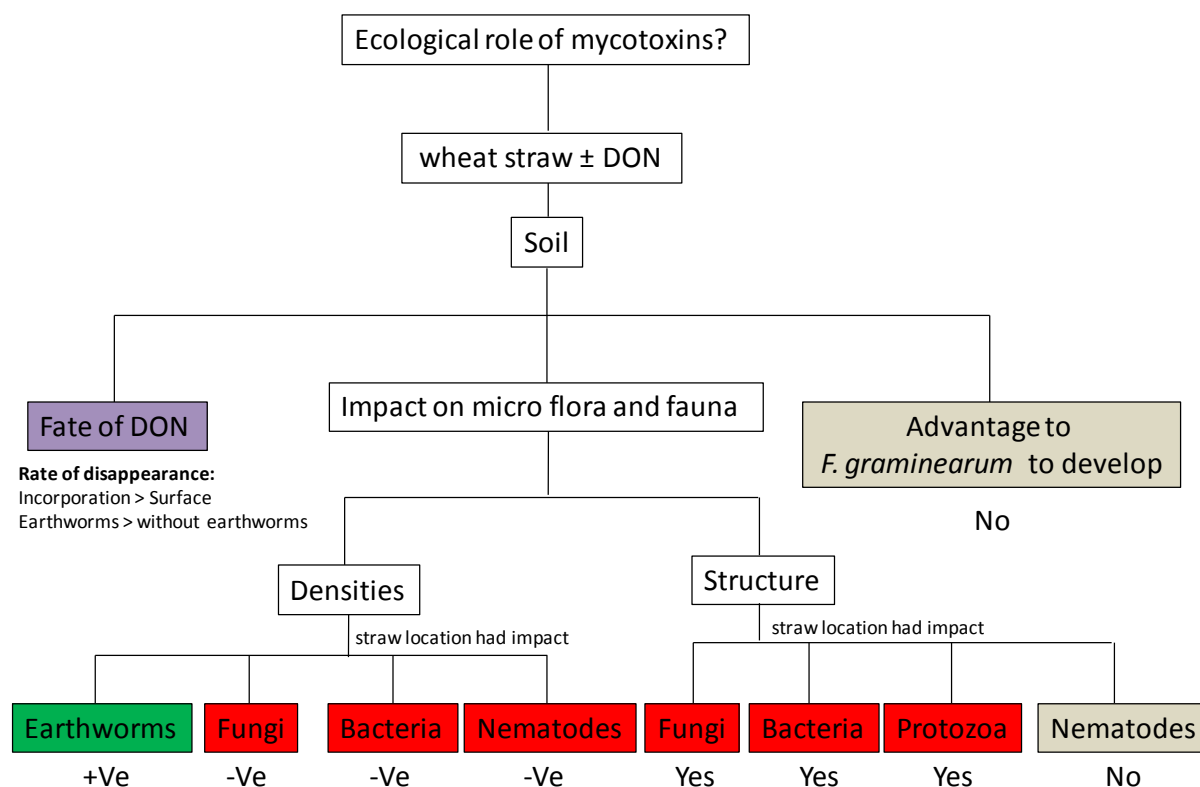 Ecological role of mycotoxins?
wheat straw ± DON
Soil
Fate of DON
Rate of disappearance:
Incorporation > Surface
Earthworms > without earthworms
Impact on micro flora and fauna
Advantage to
F. graminearum to develop
No
Densities
straw location had impact
Structure
straw location had impact
Earthworms
Fungi
Bacteria
Nematodes
Fungi
Bacteria
Protozoa
Nematodes
+Ve
-Ve
-Ve
-Ve
Yes
Yes
Yes
No